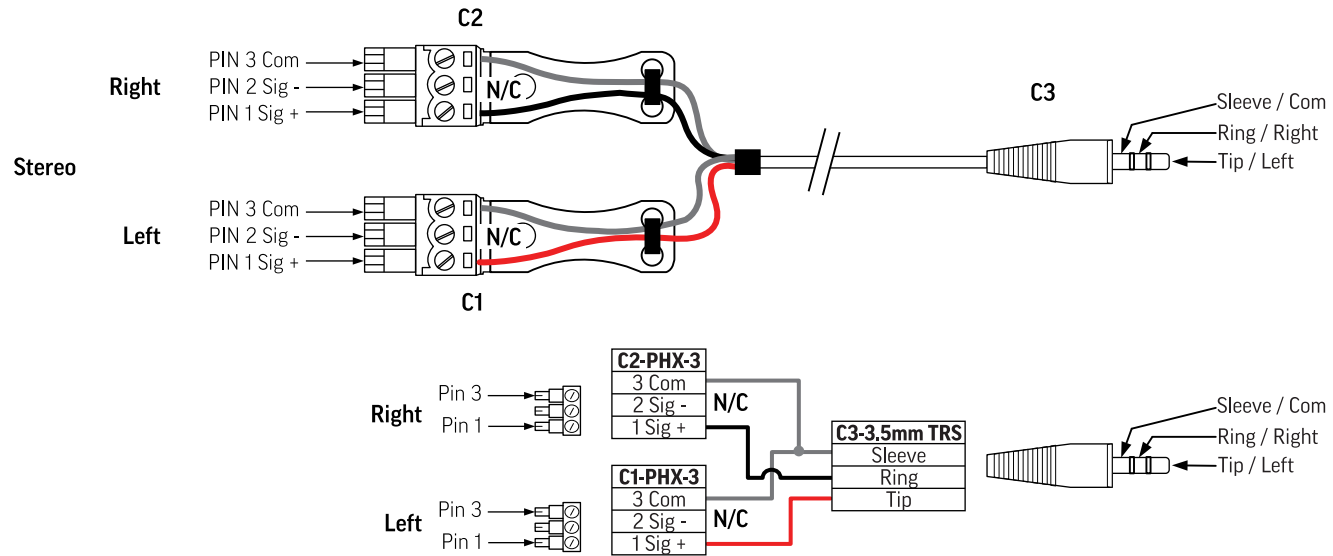 C2
PIN 3 Com
PIN 2 Sig -
PIN 1 Sig +
Right
N/C
C3
Sleeve / Com
Ring / Right
Tip / Left
Stereo
PIN 3 Com
PIN 2 Sig -
PIN 1 Sig +
Left
N/C
C1
C2-PHX-3
3 Com
2 Sig -
1 Sig +
N/C
Pin 3
Right
Pin 1
C3-3.5mm TRS
Sleeve
Ring
Tip
Sleeve / Com
Ring / Right
Tip / Left
C1-PHX-3
3 Com
2 Sig -
1 Sig +
N/C
Pin 3
Left
Pin 1